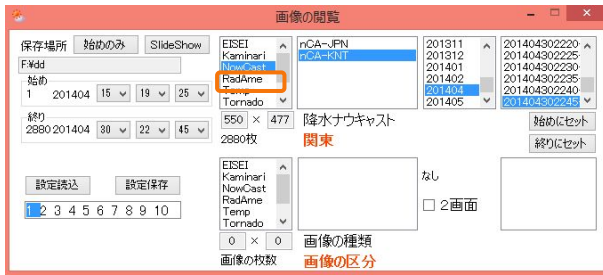 画像の閲覧
保存場所 始めのみ SlideShow
F:¥dd
始め
1 201404 15 19 25
終り
2880 201404 30 22 45
設定読込 設定保存
1 2 3 4 5 6 7 8 9 10
EISEI
Kaminari
NowCast
RadAme
Temp
Tornado
550 × 477 降水ナウキャスト
2880枚 関東
nCA-JPN
nCA-KNT
201311
201312
201401
201402
201404
201405
201404302220
201404302225
201404302230
201404302235
201404302240
201404302245
始めにセット
終りにセット
EISEI
Kaminari
NowCast
RadAme
Temp
Tornado
なし
2画面
0 × 0 画像の種類
画像の枚数 画像の区分